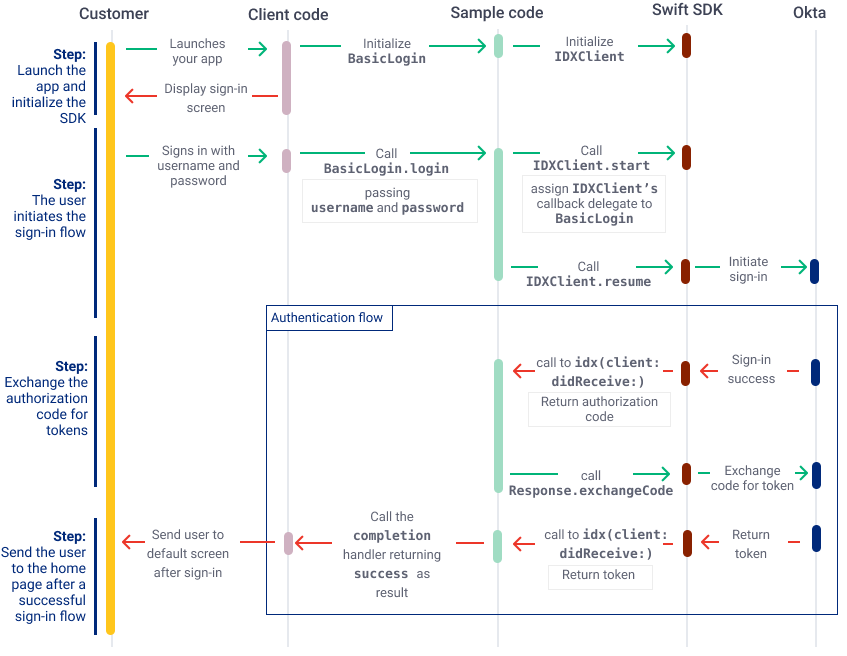 Customer
Client code
Sample code
Swift SDK
Okta
Step:
Launch the
app and
initialize the
SDK
Launches
your app
Initialize
BasicLogin
Initialize
IDXClient
Display sign-in
screen
Step:
The user
initiates the
sign-in flow
Signs in with
username and
password
Call
BasicLogin.login
passing
username and password
Call
IDXClient.start
assign IDXClient’s
callback delegate to
BasicLogin
Call
IDXClient.resume
Initiate
sign-in
Authentication flow
Step:
Exchange the
authorization
code for
tokens
call to idx(client:
didReceive:)
Return authorization
code
Sign-in
success
call
Response.exchangeCode
Exchange
code for token
Step:
Send the user
to the home
page after a
successful
sign-in flow
Send user to
default screen
after sign-in
Call the
completion
handler returning
success as
result
call to idx(client:
didReceive:)
Return token
Return
token